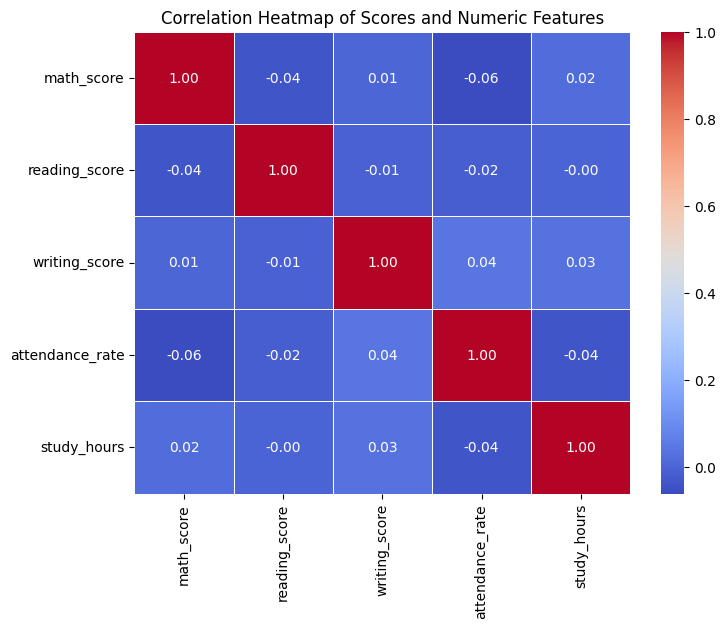 Correlation Heatmap of Scores and Numeric Features
math_score 1.00 -0.04 0.01 -0.06 0.02
reading_score -0.04 1.00 -0.01 -0.02 -0.00
writing_score 0.01 -0.01 1.00 0.04 0.03
attendance_rate -0.06 -0.02 0.04 1.00 -0.04
study_hours 0.02 -0.00 0.03 -0.04 1.00
math_score
reading_score
writing_score
attendance_rate
study_hours
1.0
0.8
0.6
0.4
0.2
0.0